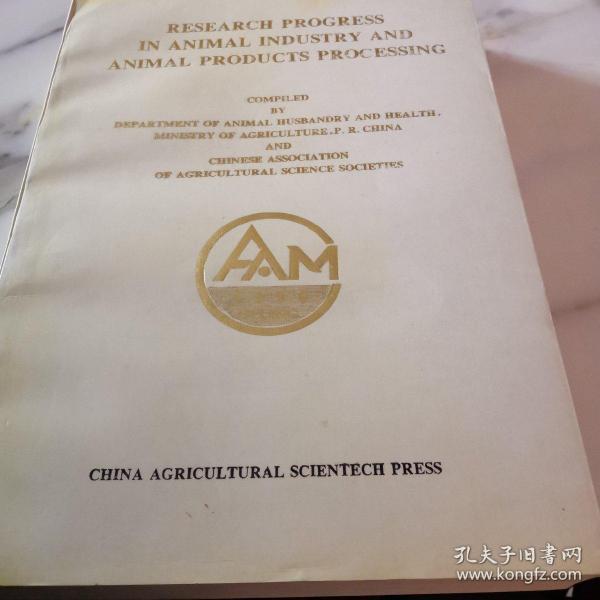 RESEARCH PROGRESS
IN ANIMAL INDUSTRY AND
ANIMAL PRODUCTS PROCESSING
COMPILED
BY
DEPARTMENT OF ANIMAL HUSBANDRY AND HEALTH,
MINISTRY OF AGRICULTURE, P. R. CHINA
AND
CHINESE ASSOCIATION
OF AGRICULTURAL SCIENCE SOCIETIES
AAM
CHINA AGRICULTURAL SCIENTECH PRESS
孔夫子旧书网
www.kongfz.com